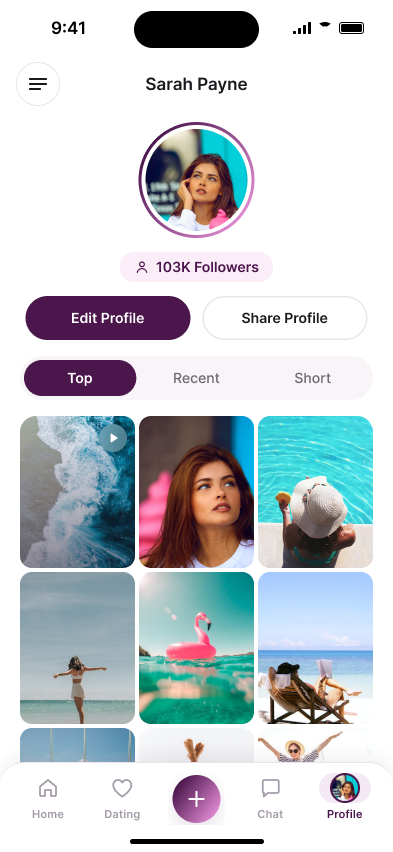 9:41
Sarah Payne
103K Followers
Edit Profile
Share Profile
Top
Recent
Short
Home
Dating
Chat
Profile